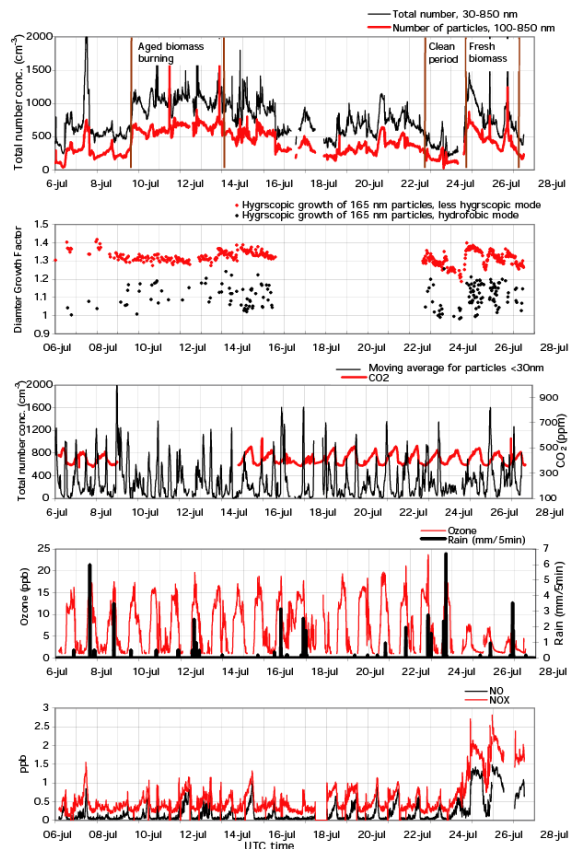 Total number, 30-850 nm
Number of particles, 100-850 nm
Aged biomass
burning
Clean
period
Fresh
biomass
Total number conc. (cm-3)
2000
1500
1000
500
0
6-jul 8-jul 10-jul 12-jul 14-jul 16-jul 18-jul 20-jul 22-jul 24-jul 26-jul 28-jul
Hygrscopic growth of 165 nm particles, less hygrscopic mode
Hygrscopic growth of 165 nm particles, hydrofobic mode
Diamter Growth Factor
1.5
1.4
1.3
1.2
1.1
1
0.9
06-jul 08-jul 10-jul 12-jul 14-jul 16-jul 18-jul 20-jul 22-jul 24-jul 26-jul 28-jul
Moving average for particles <30nm
CO2
Total number conc. (cm-3)
2000
1600
1200
800
400
0
900
700
500
300
100
CO2 (ppm)
06-jul 08-jul 10-jul 12-jul 14-jul 16-jul 18-jul 20-jul 22-jul 24-jul 26-jul 28-jul
Ozone
Rain (mm/5min)
Ozone (ppb)
25
20
15
10
5
0
7
6
5
4
3
2
1
0
Rain (mm/5min)
06-jul 08-jul 10-jul 12-jul 14-jul 16-jul 18-jul 20-jul 22-jul 24-jul 26-jul 28-jul
NO
NOX
ppb
3
2.5
2
1.5
1
0.5
0
06-jul 08-jul 10-jul 12-jul 14-jul 16-jul 18-jul 20-jul 22-jul 24-jul 26-jul 28-jul
UTC time